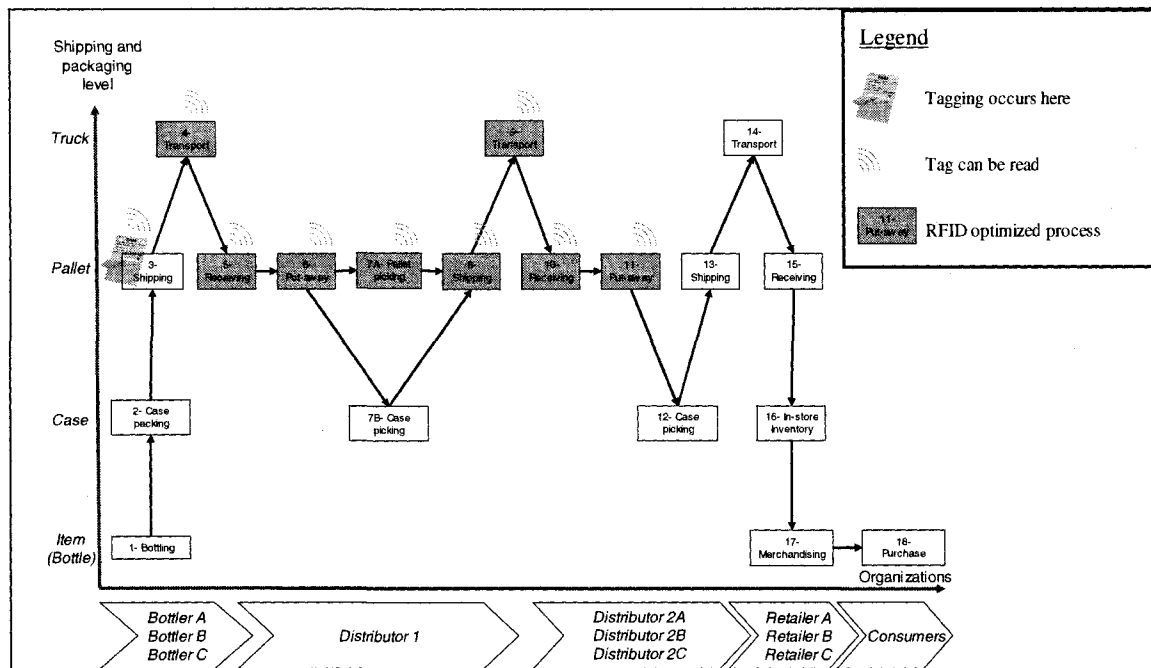 Shipping and
packaging
level
Legend
Tagging occurs here
Tag can be read
11-
Put-away
RFID optimized process
Truck
4-
Transport
9-
Transport
14-
Transport
Pallet
3-
Shipping
5-
Receiving
6-
Put-away
7A- Pallet
picking
8-
Shipping
10-
Receiving
11-
Put-away
13-
Shipping
15-
Receiving
Case
2- Case
packing
7B- Case
picking
12- Case
picking
16- In-store
Inventory
Item
(Bottle)
1- Bottling
17-
Merchandising
18-
Purchase
Organizations
Bottler A
Bottler B
Bottler C
Distributor 1
Distributor 2A
Distributor 2B
Distributor 2C
Retailer A
Retailer B
Retailer C
Consumers